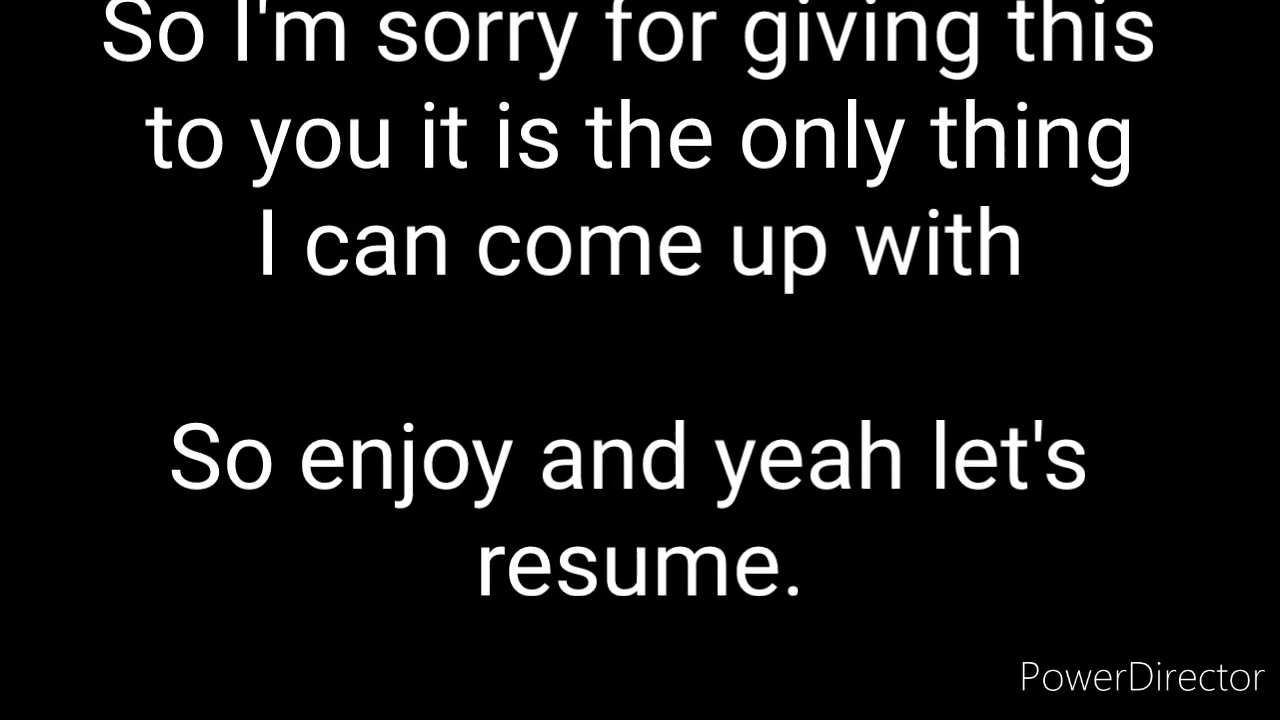 So I'm sorry for giving this
to you it is the only thing
I can come up with
So enjoy and yeah let's
resume.
PowerDirector